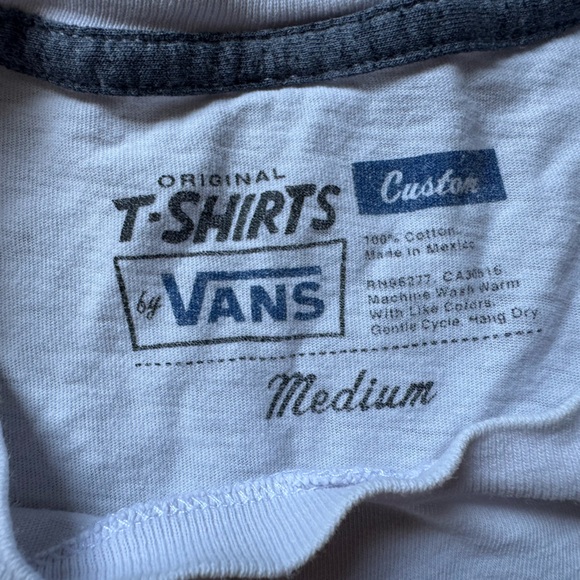 ORIGINAL
T-SHIRTS
by VANS
Custom
100% Cotton
Made in Mexico
RN96277, CA36516
Machine Wash Warm
With Like Colors,
Gentle Cycle, Hang Dry
Medium